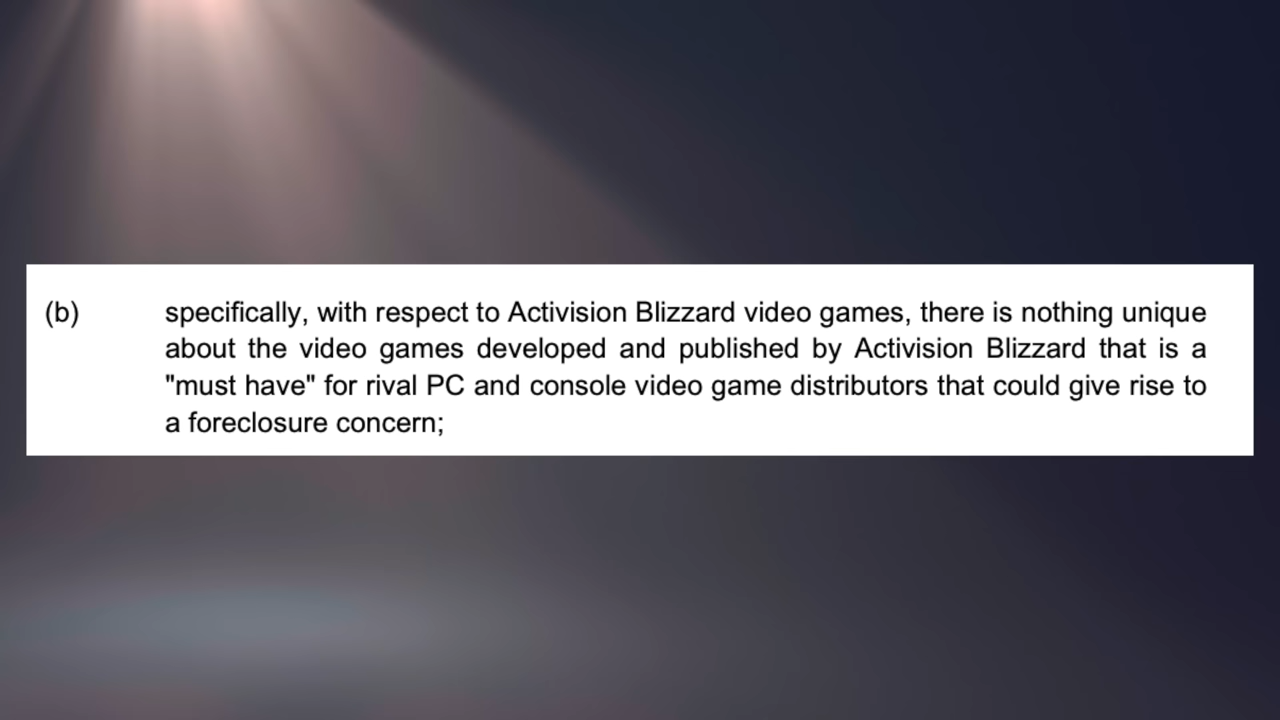 (b) specifically, with respect to Activision Blizzard video games, there is nothing unique
about the video games developed and published by Activision Blizzard that is a
"must have" for rival PC and console video game distributors that could give rise to
a foreclosure concern;